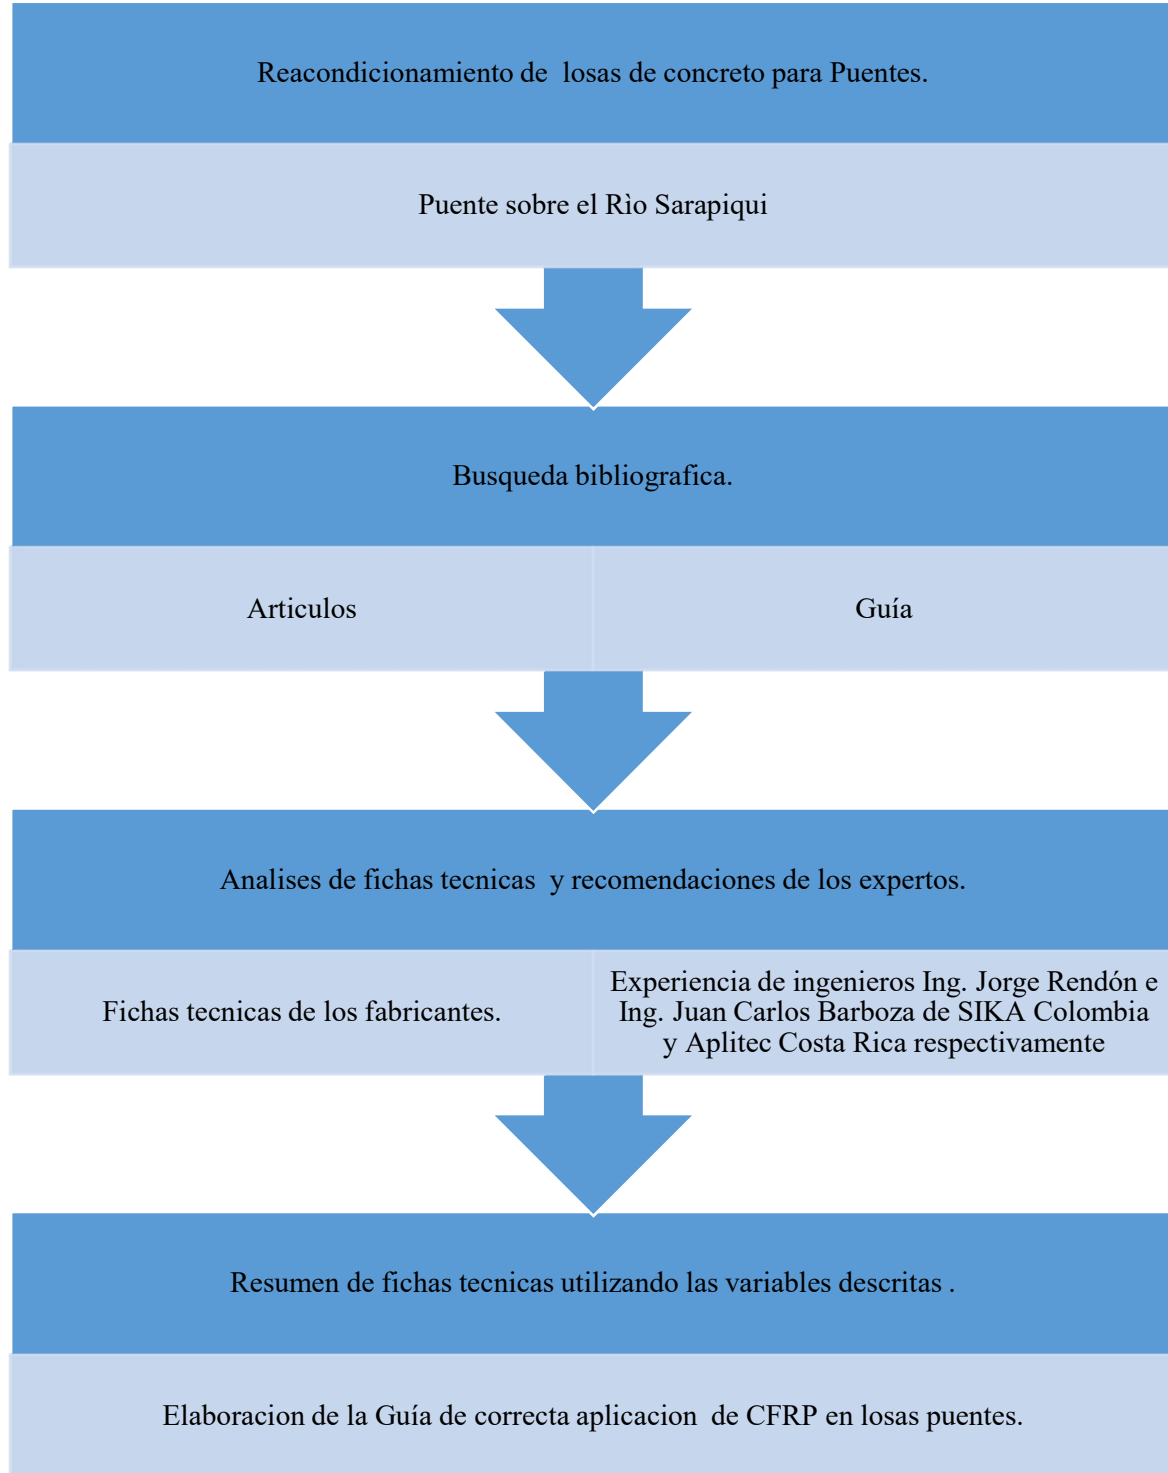 Reacondicionamiento de losas de concreto para Puentes.
Puente sobre el Rìo Sarapiqui
Busqueda bibliografica.
Articulos
Guía
Analises de fichas tecnicas y recomendaciones de los expertos.
Fichas tecnicas de los fabricantes.
Experiencia de ingenieros Ing. Jorge Rendón e
Ing. Juan Carlos Barboza de SIKA Colombia
y Aplitec Costa Rica respectivamente
Resumen de fichas tecnicas utilizando las variables descritas .
Elaboracion de la Guía de correcta aplicacion de CFRP en losas puentes.